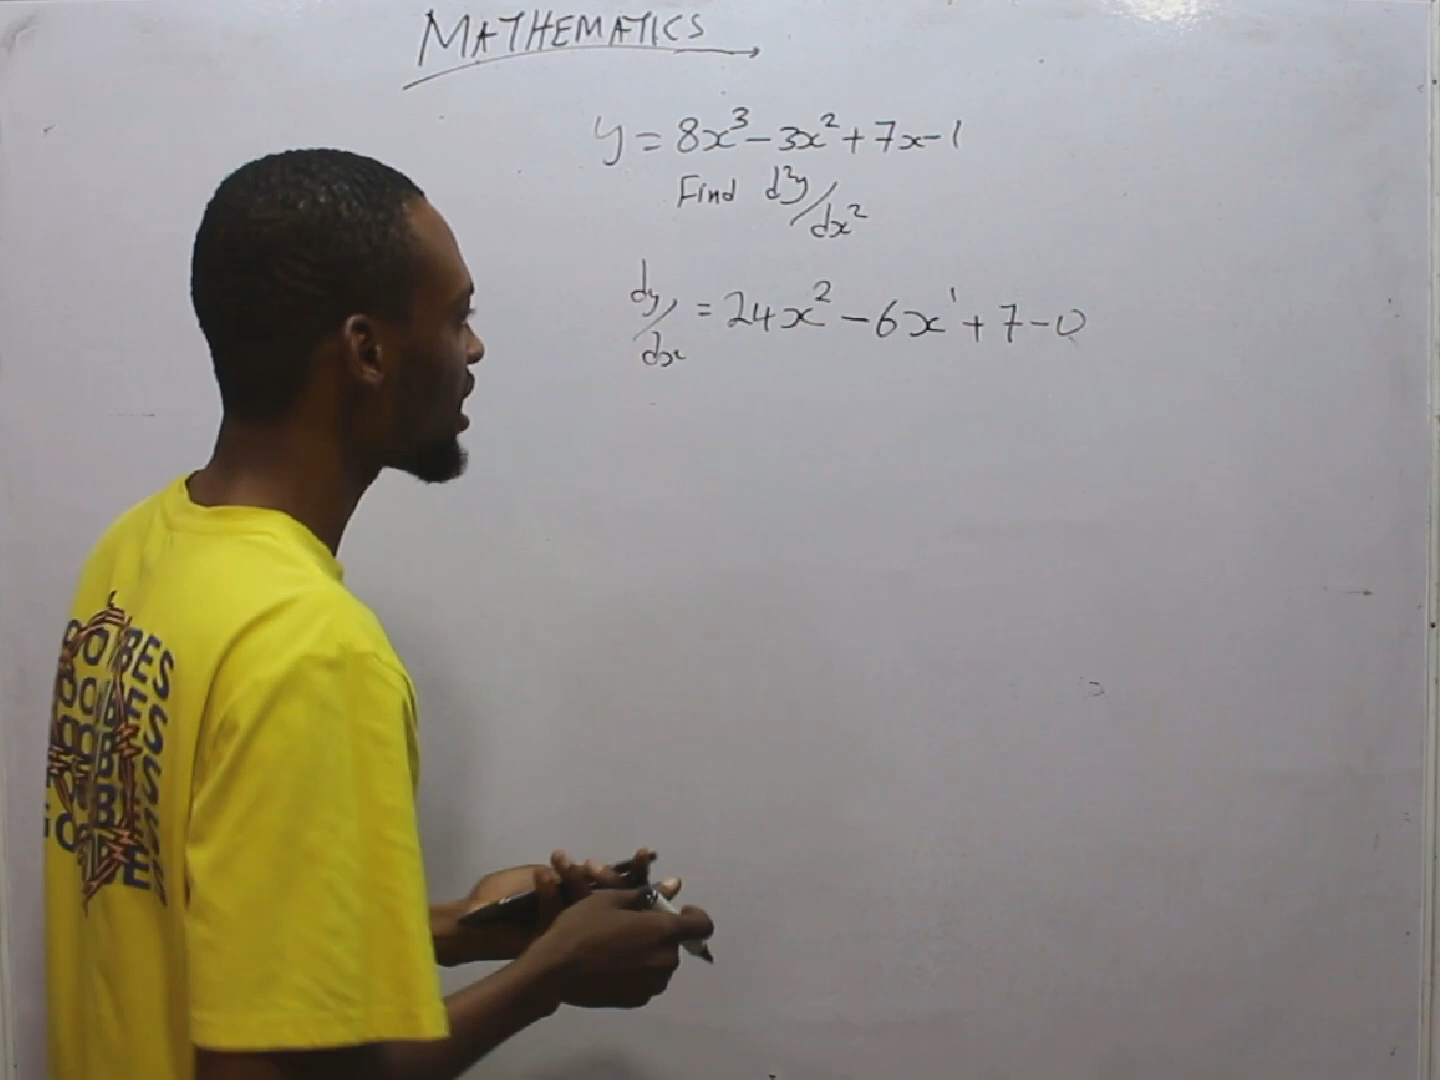 MATHEMATICS
y = 8x³ - 3x² + 7x - 1
Find d²y/dx²
dy/dx = 24x² - 6x¹ + 7 - 0